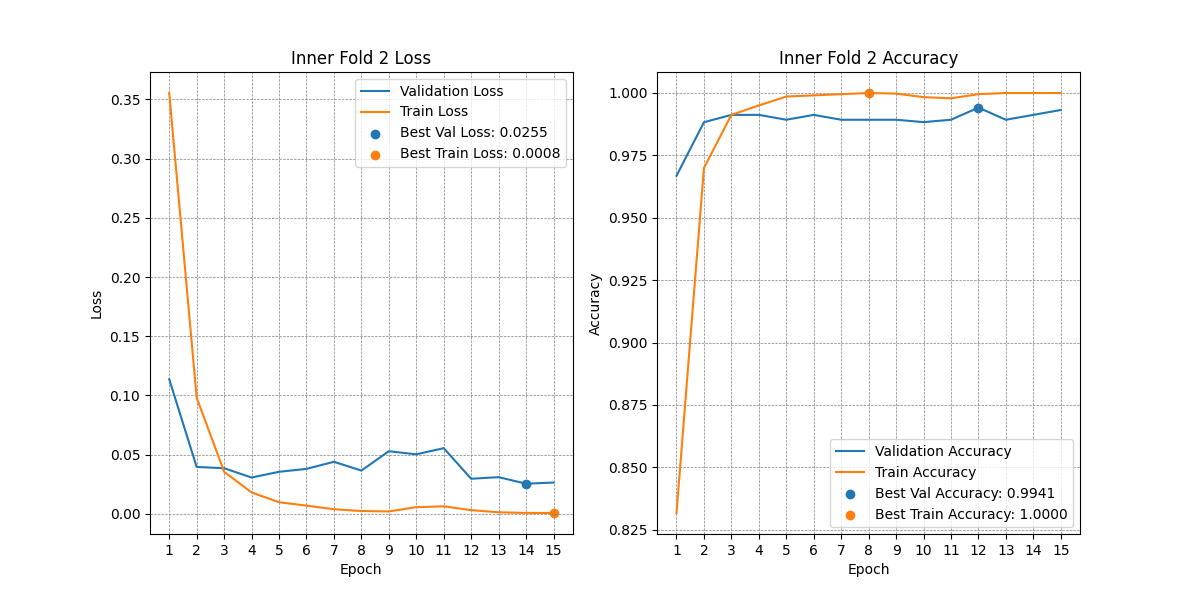 Inner Fold 2 Loss
Loss
0.35
0.30
0.25
0.20
0.15
0.10
0.05
0.00
Validation Loss
Train Loss
Best Val Loss: 0.0255
Best Train Loss: 0.0008
1 2 3 4 5 6 7 8 9 10 11 12 13 14 15
Epoch
Inner Fold 2 Accuracy
Accuracy
1.000
0.975
0.950
0.925
0.900
0.875
0.850
0.825
Validation Accuracy
Train Accuracy
Best Val Accuracy: 0.9941
Best Train Accuracy: 1.0000
1 2 3 4 5 6 7 8 9 10 11 12 13 14 15
Epoch